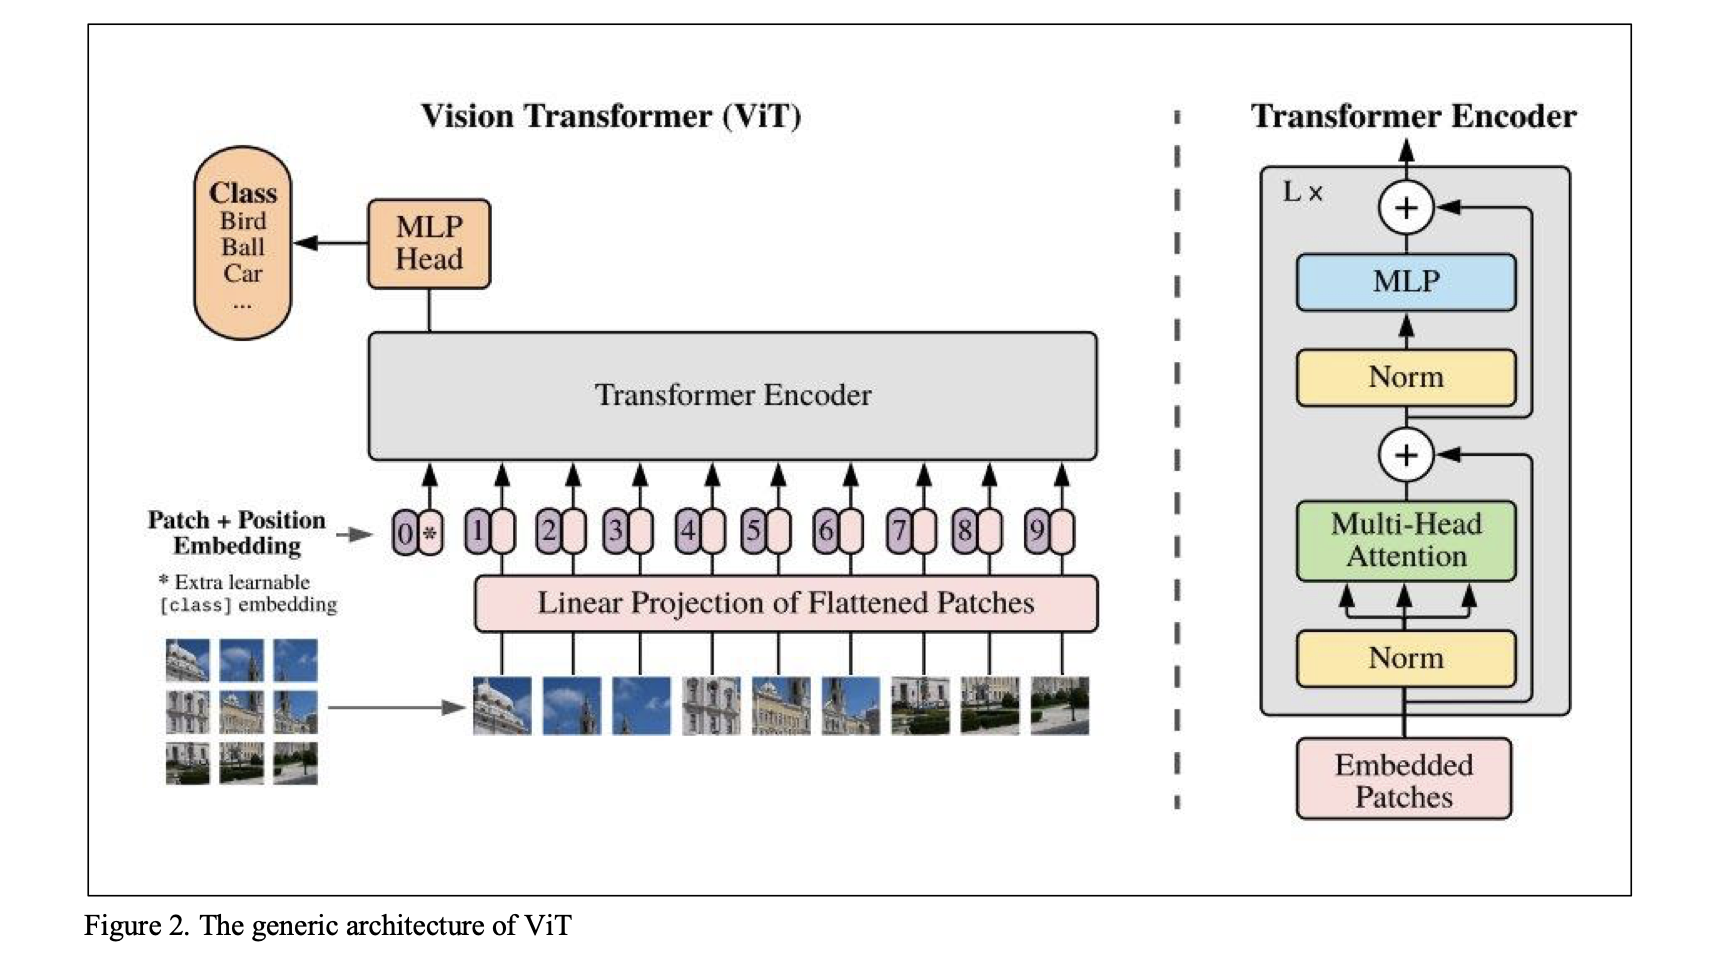 Vision Transformer (ViT)
Class
Bird
Ball
Car
...
MLP
Head
Transformer Encoder
Patch + Position
Embedding
0 * 1 2 3 4 5 6 7 8 9
* Extra learnable
[class] embedding
Linear Projection of Flattened Patches
Transformer Encoder
L x
+
MLP
Norm
+
Multi-Head
Attention
Norm
Embedded
Patches
Figure 2. The generic architecture of ViT